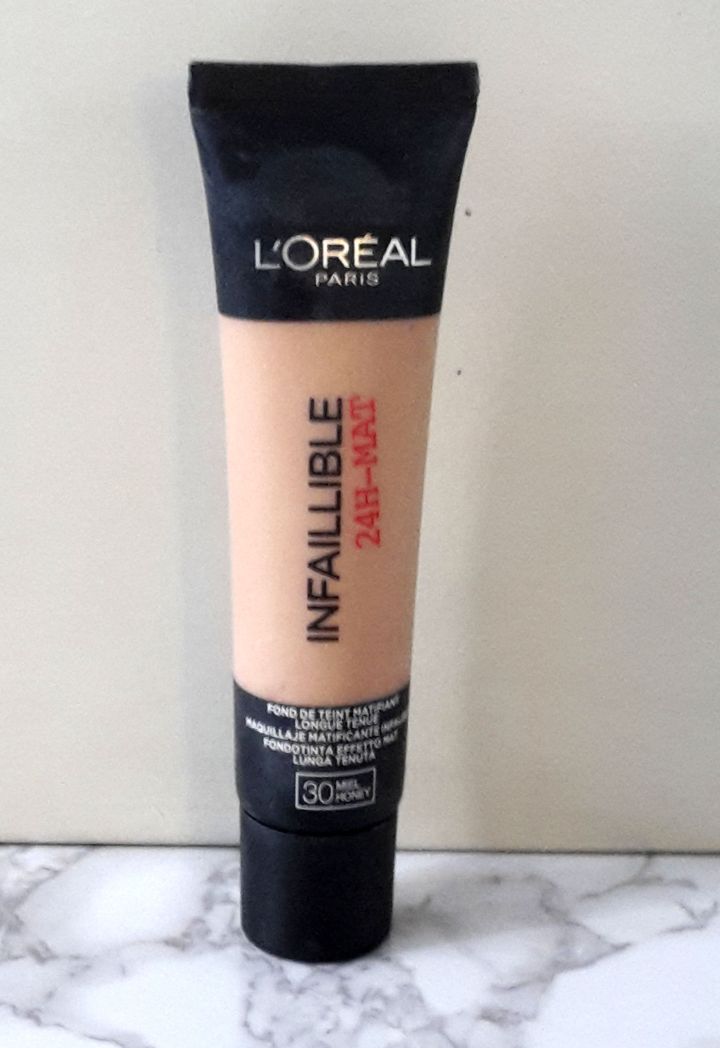 L'ORÉAL
PARIS
INFAILLIBLE
24H-MAT
FOND DE TEINT MATIFIANT
LONGUE TENUE
MAQUILLAJE MATIFICANTE
FONDOTINTA EFFETTO MAT
LUNGA TENUTA
30 MIEL
HONEY